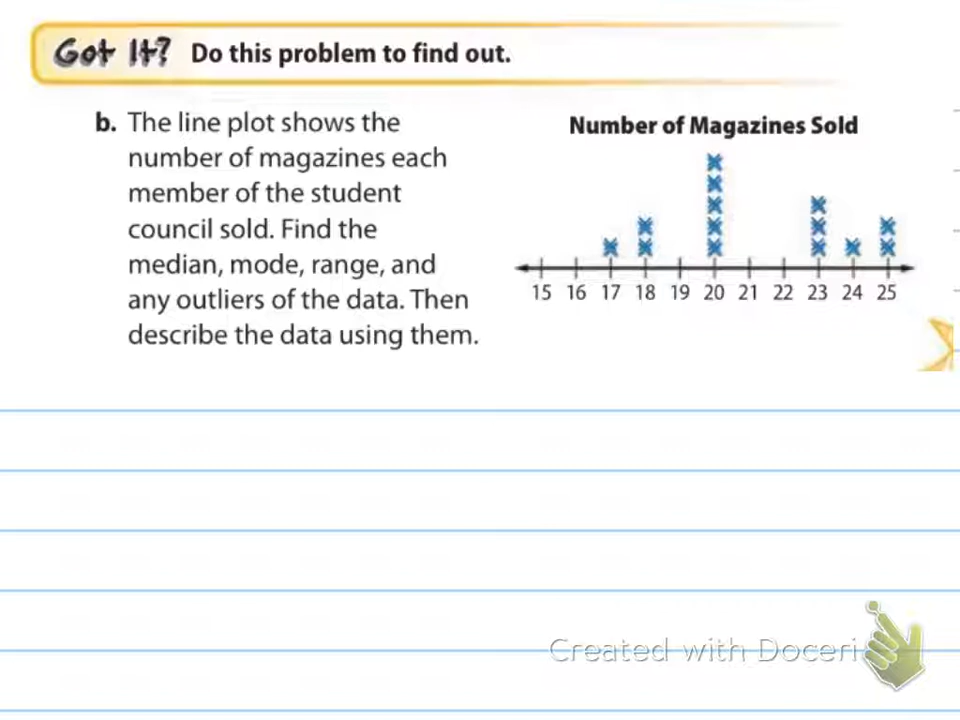 Got It? Do this problem to find out.
b. The line plot shows the
number of magazines each
member of the student
council sold. Find the
median, mode, range, and
any outliers of the data. Then
describe the data using them.
Number of Magazines Sold
15 16 17 18 19 20 21 22 23 24 25
Created with Doceri